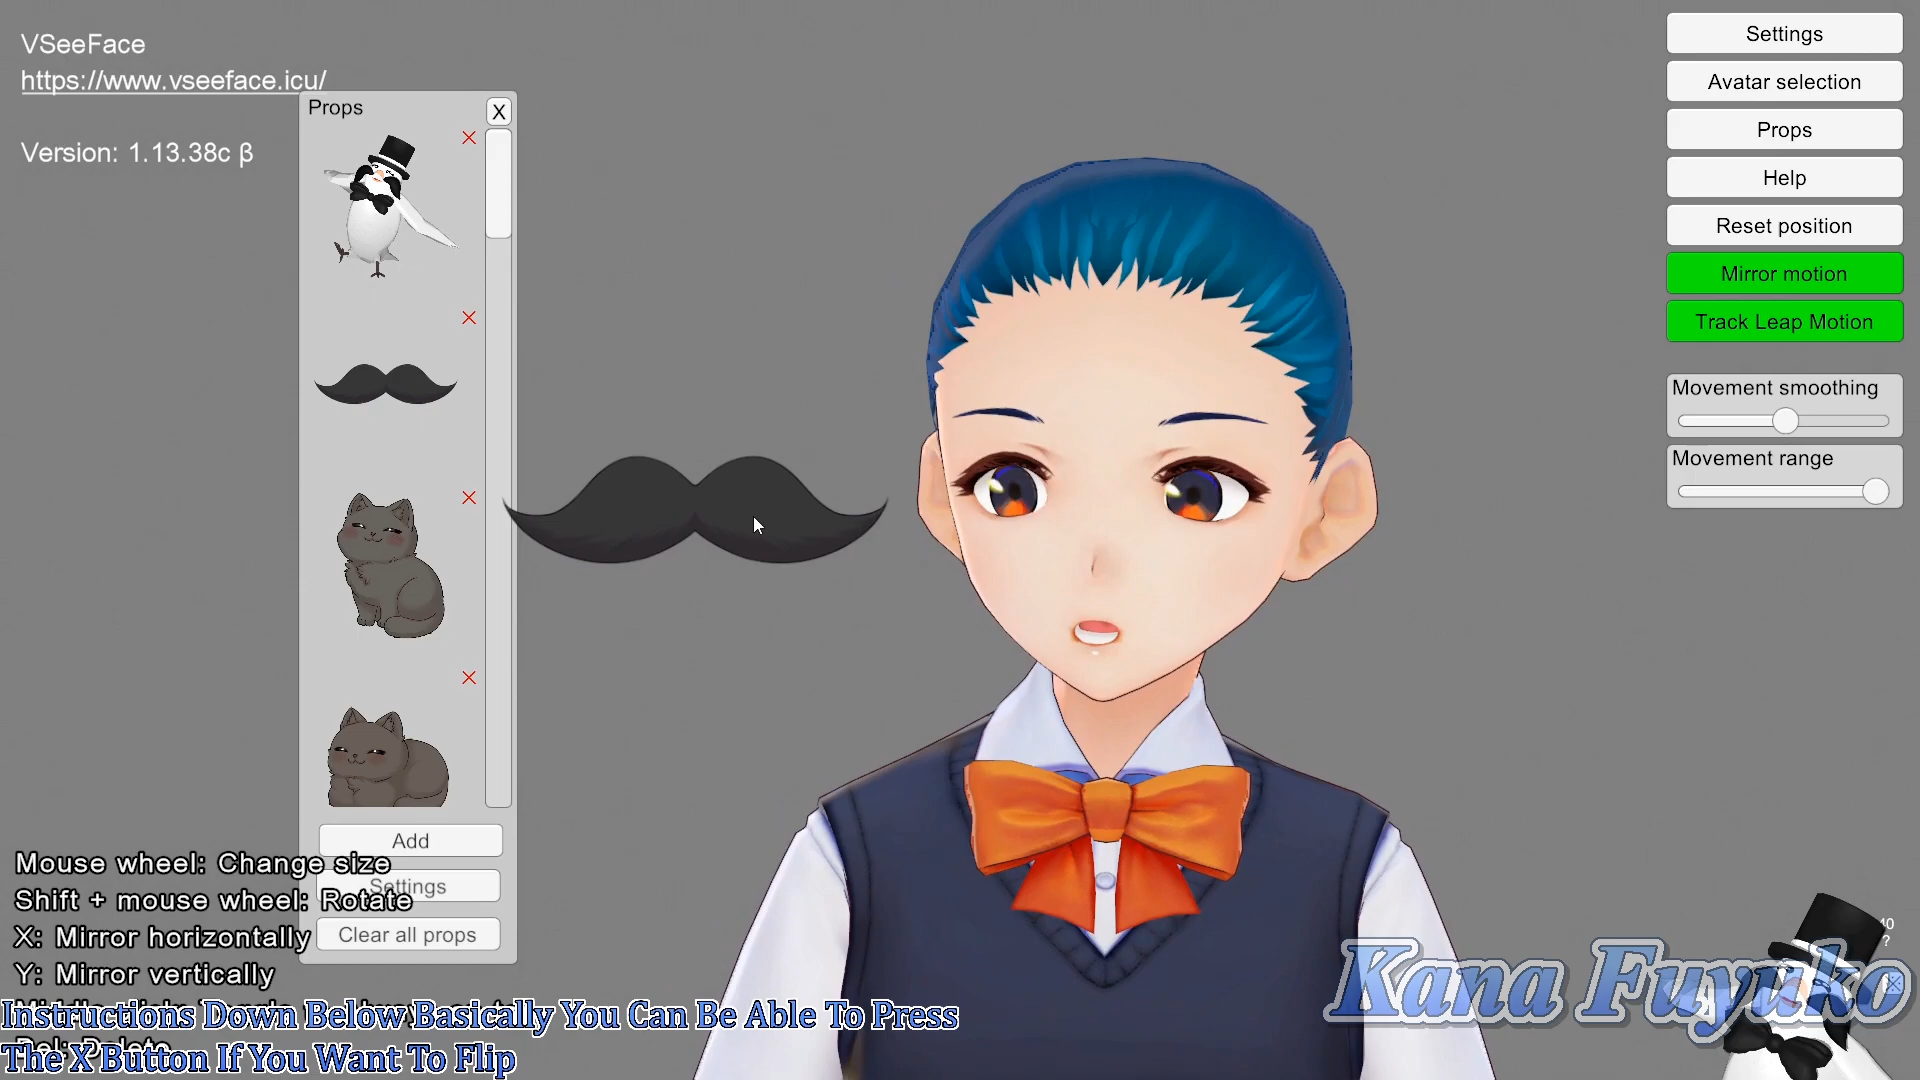 VSeeFace
https://www.vseeface.icu/
Version: 1.13.38c β
Props
X
Add
Settings
Clear all props
Settings
Avatar selection
Props
Help
Reset position
Mirror motion
Track Leap Motion
Movement smoothing
Movement range
Mouse wheel: Change size
Shift + mouse wheel: Rotate
X: Mirror horizontally
Y: Mirror vertically
Del: Delete
Instructions Down Below Basically You Can Be Able To Press
The X Button If You Want To Flip
Kana Fuyuko